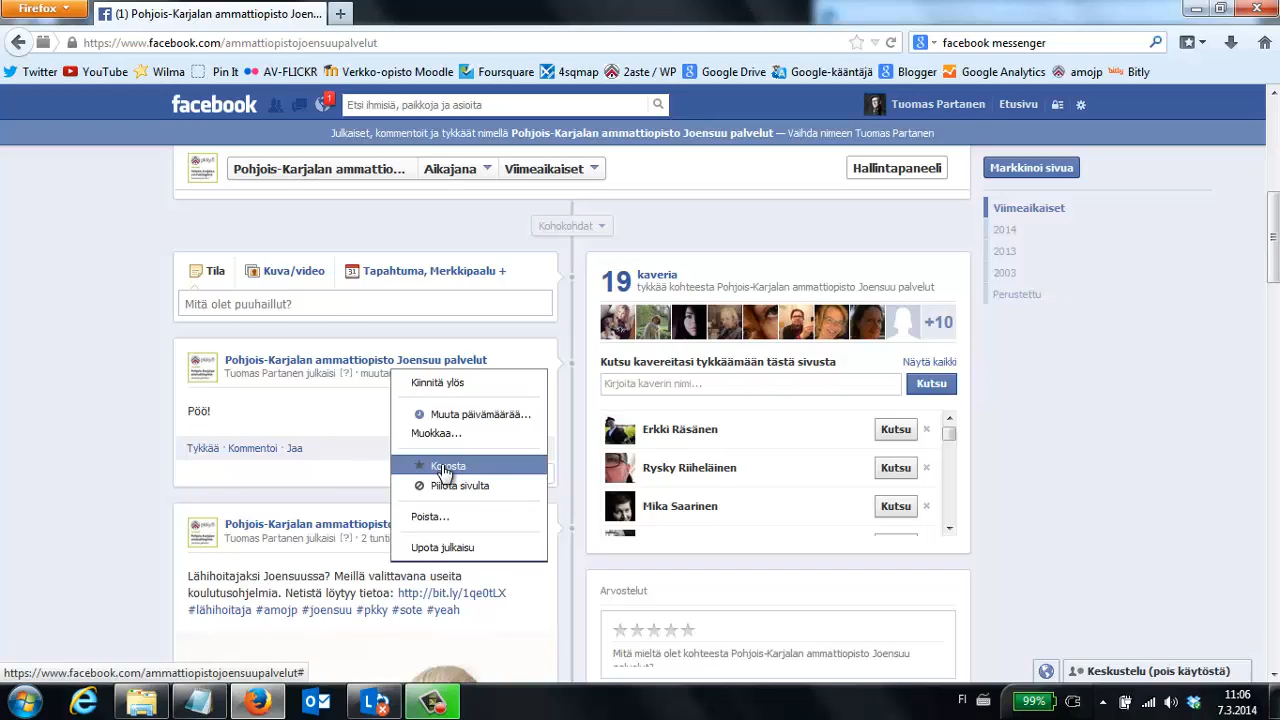 Firefox
(1) Pohjois-Karjalan ammattiopisto Joen...
https://www.facebook.com/ammattiopistojoensuupalvelut
facebook messenger
Twitter YouTube Wilma Pin It AV-FLICKR Verkko-opisto Moodle Foursquare 4sqmap 2aste / WP Google Drive Google-kääntäjä Blogger Google Analytics amojp Bitly
facebook
1
Etsi ihmisiä, paikkoja ja asioita
Tuomas Partanen Etusivu
Julkaiset, kommentoit ja tykkäät nimellä Pohjois-Karjalan ammattiopisto Joensuu palvelut — Vaihda nimeen Tuomas Partanen
Pohjois-Karjalan ammattio... Aikajana Viimeaikaiset
Hallintapaneeli
Markkinoi sivua
Viimeaikaiset
2014
2013
2003
Perustettu
Kohokohdat
Tila Kuva/video 31 Tapahtuma, Merkkipaalu +
Mitä olet puuhaillut?
Pohjois-Karjalan ammattiopisto Joensuu palvelut
Tuomas Partanen julkaisi [?] · muuta
Pöö!
Tykkää · Kommentoi · Jaa
Kiinnitä ylös
Muuta päivämäärää...
Muokkaa...
Korosta
Piilota sivulta
Poista...
Upota julkaisu
Pohjois-Karjalan ammattiopisto
Tuomas Partanen julkaisi [?] · 2 tunti
Lähihoitajaksi Joensuussa? Meillä valittavana useita
koulutusohjelmia. Netistä löytyy tietoa: http://bit.ly/1qe0tLX
#lähihoitaja #amojp #joensuu #pkky #sote #yeah
19 kaveria
tykkää kohteesta Pohjois-Karjalan ammattiopisto Joensuu palvelut
+10
Kutsu kavereitasi tykkäämään tästä sivusta Näytä kaikki
Kirjoita kaverin nimi... Kutsu
Erkki Räsänen Kutsu
Rysky Riiheläinen Kutsu
Mika Saarinen Kutsu
Arvostelut
Mitä mieltä olet kohteesta Pohjois-Karjalan ammattiopisto Joensuu
palvelut?
https://www.facebook.com/ammattiopistojoensuupalvelut#
Keskustelu (pois käytöstä)
FI
99%
11:06
7.3.2014